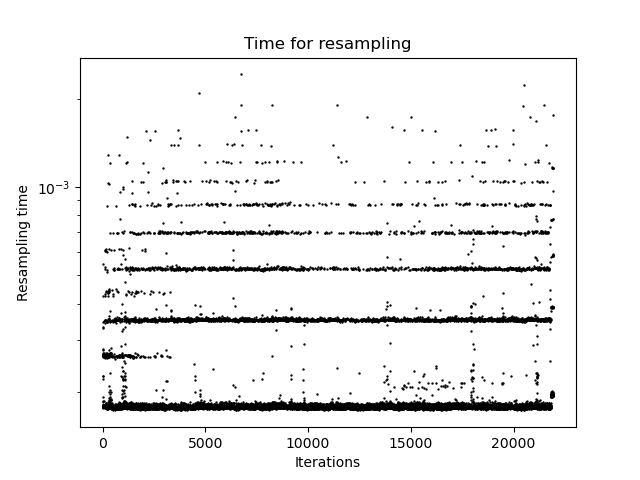 Time for resampling
10⁻³
Resampling time
0 5000 10000 15000 20000
Iterations